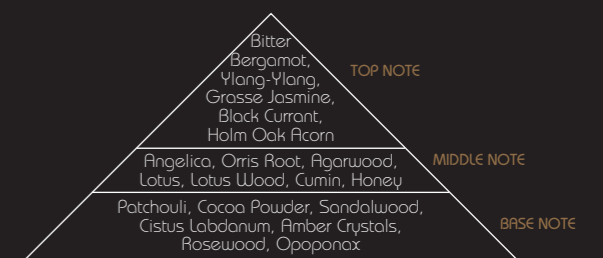 Bitter
Bergamot,
Ylang-Ylang,
Grasse Jasmine,
Black Currant,
Holm Oak Acorn
TOP NOTE
Angelica, Orris Root, Agarwood,
Lotus, Lotus Wood, Cumin, Honey
MIDDLE NOTE
Patchouli, Cocoa Powder, Sandalwood,
Cistus Labdanum, Amber Crystals,
Rosewood, Opoponax
BASE NOTE